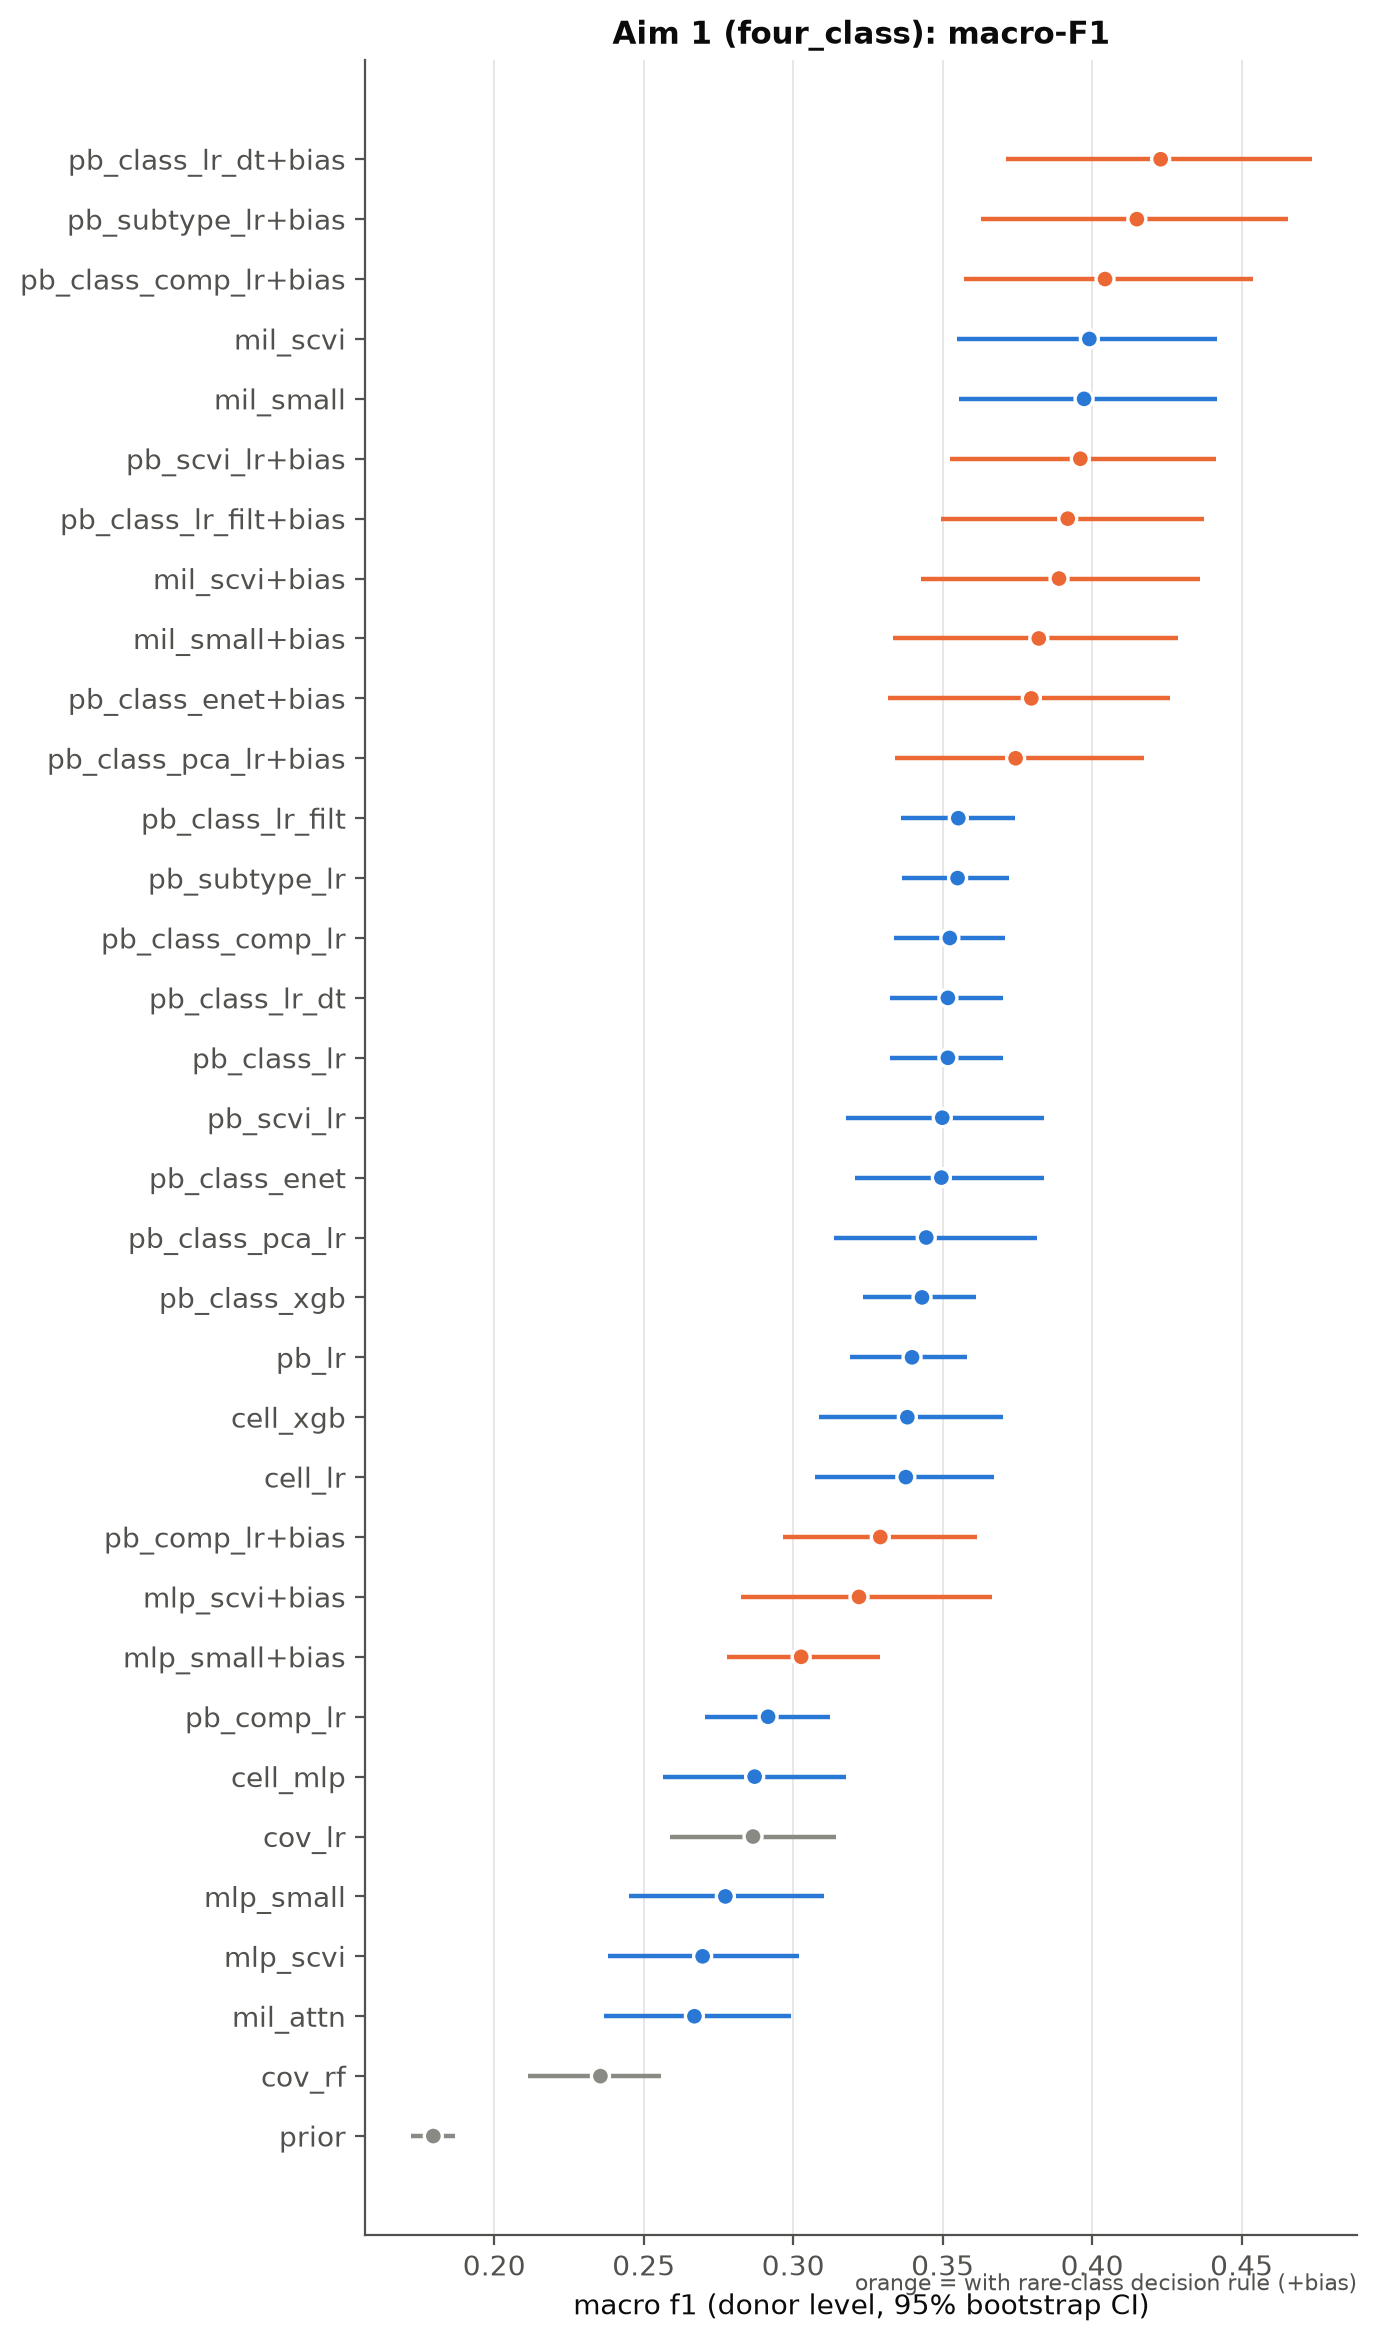 Aim 1 (four_class): macro-F1
pb_class_lr_dt+bias
pb_subtype_lr+bias
pb_class_comp_lr+bias
mil_scvi
mil_small
pb_scvi_lr+bias
pb_class_lr_filt+bias
mil_scvi+bias
mil_small+bias
pb_class_enet+bias
pb_class_pca_lr+bias
pb_class_lr_filt
pb_subtype_lr
pb_class_comp_lr
pb_class_lr_dt
pb_class_lr
pb_scvi_lr
pb_class_enet
pb_class_pca_lr
pb_class_xgb
pb_lr
cell_xgb
cell_lr
pb_comp_lr+bias
mlp_scvi+bias
mlp_small+bias
pb_comp_lr
cell_mlp
cov_lr
mlp_small
mlp_scvi
mil_attn
cov_rf
prior
0.20 0.25 0.30 0.35 0.40 0.45
orange = with rare-class decision rule (+bias)
macro f1 (donor level, 95% bootstrap CI)